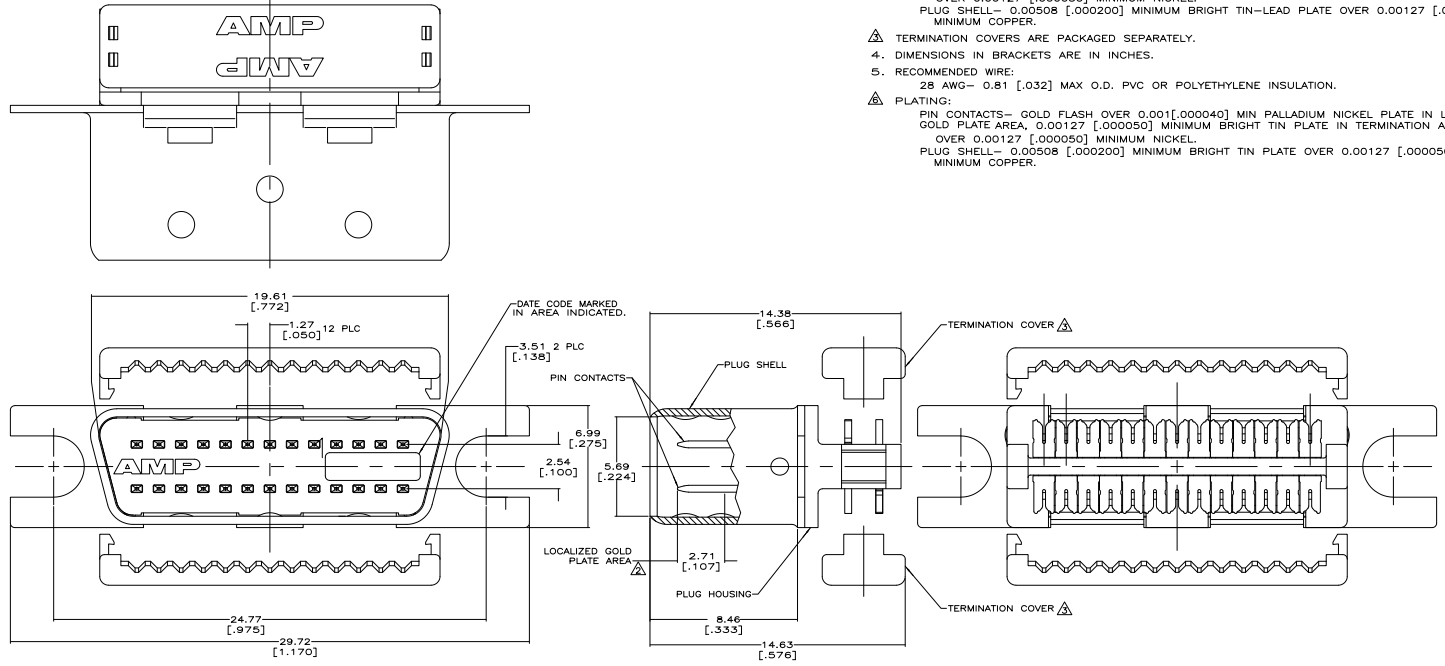 OVER 0.00127 [.000050] MINIMUM NICKEL.
PLUG SHELL— 0.00508 [.000200] MINIMUM BRIGHT TIN—LEAD PLATE OVER 0.00127
MINIMUM COPPER.
3 TERMINATION COVERS ARE PACKAGED SEPARATELY.
4. DIMENSIONS IN BRACKETS ARE IN INCHES.
5. RECOMMENDED WIRE:
28 AWG— 0.81 [.032] MAX O.D. PVC OR POLYETHYLENE INSULATION.
6 PLATING:
PIN CONTACTS— GOLD FLASH OVER 0.001[.000040] MIN PALLADIUM NICKEL PLATE IN
GOLD PLATE AREA, 0.00127 [.000050] MINIMUM BRIGHT TIN PLATE IN TERMINATION
OVER 0.00127 [.000050] MINIMUM NICKEL.
PLUG SHELL— 0.00508 [.000200] MINIMUM BRIGHT TIN PLATE OVER 0.00127
MINIMUM COPPER.
AMP
AMP
19.61
[.772]
1.27
[.050] 12 PLC
DATE CODE MARKED
IN AREA INDICATED.
3.51 2 PLC
[.138]
PIN CONTACTS
AMP
6.99
[.275]
2.54
[.100]
24.77
[.975]
29.72
[1.170]
14.38
[.566]
PLUG SHELL
TERMINATION COVER 3
5.69
[.224]
LOCALIZED GOLD
PLATE AREA 2
2.71
[.107]
PLUG HOUSING
8.46
[.333]
14.63
[.576]
TERMINATION COVER 3